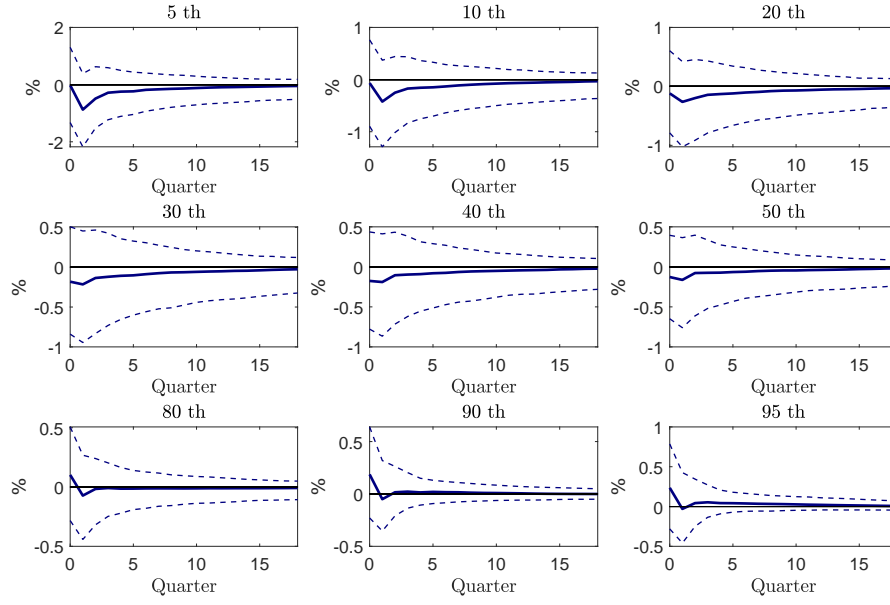 5 th 10 th 20 th
2 1 1
% 0 % 0 % 0
-2 -1 -1
0 5 10 15 0 5 10 15 0 5 10 15
Quarter Quarter Quarter
30 th 40 th 50 th
0.5 0.5 0.5
% 0 % 0 % 0
-0.5 -0.5 -0.5
-1 -1 -1
0 5 10 15 0 5 10 15 0 5 10 15
Quarter Quarter Quarter
80 th 90 th 95 th
0.5 0.5 1
% 0 % 0 % 0.5
-0.5 -0.5 0
-0.5
0 5 10 15 0 5 10 15 0 5 10 15
Quarter Quarter Quarter